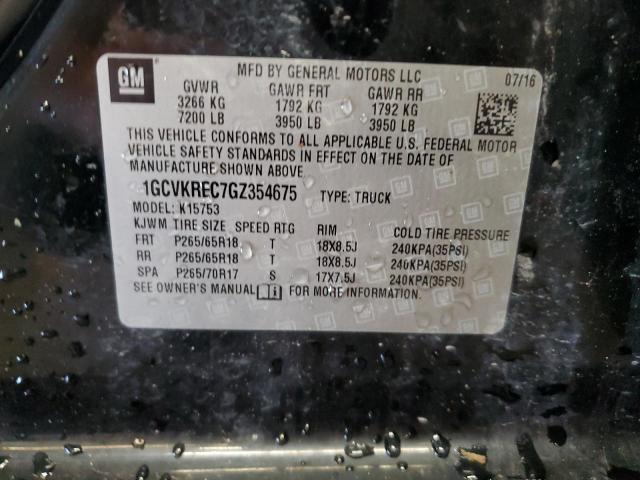 GM
MFD BY GENERAL MOTORS LLC 07/16
GVWR GAWR FRT GAWR RR
3266 KG 1792 KG 1792 KG
7200 LB 3950 LB 3950 LB
THIS VEHICLE CONFORMS TO ALL APPLICABLE U.S. FEDERAL MOTOR
VEHICLE SAFETY STANDARDS IN EFFECT ON THE DATE OF
MANUFACTURE SHOWN ABOVE.
1GCVKREC7GZ354675 TYPE: TRUCK
MODEL: K15753
KJWM TIRE SIZE SPEED RTG RIM COLD TIRE PRESSURE
FRT P265/65R18 T 18X8.5J 240KPA(35PSI)
RR P265/65R18 T 18X8.5J 240KPA(35PSI)
SPA P265/70R17 S 17X7.5J 240KPA(35PSI)
SEE OWNER'S MANUAL FOR MORE INFORMATION.